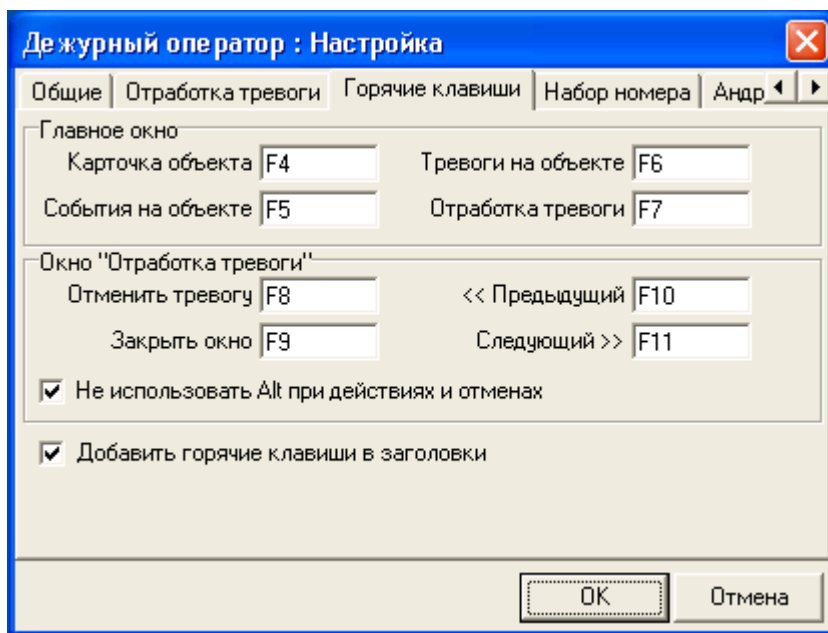 Дежурный оператор : Настройка
Общие Отработка тревоги Горячие клавиши Набор номера Андр
Главное окно
Карточка объекта F4 Тревоги на объекте F6
События на объекте F5 Отработка тревоги F7
Окно "Отработка тревоги"
Отменить тревогу F8 << Предыдущий F10
Закрыть окно F9 Следующий >> F11
Не использовать Alt при действиях и отменах
Добавить горячие клавиши в заголовки
OK Отмена